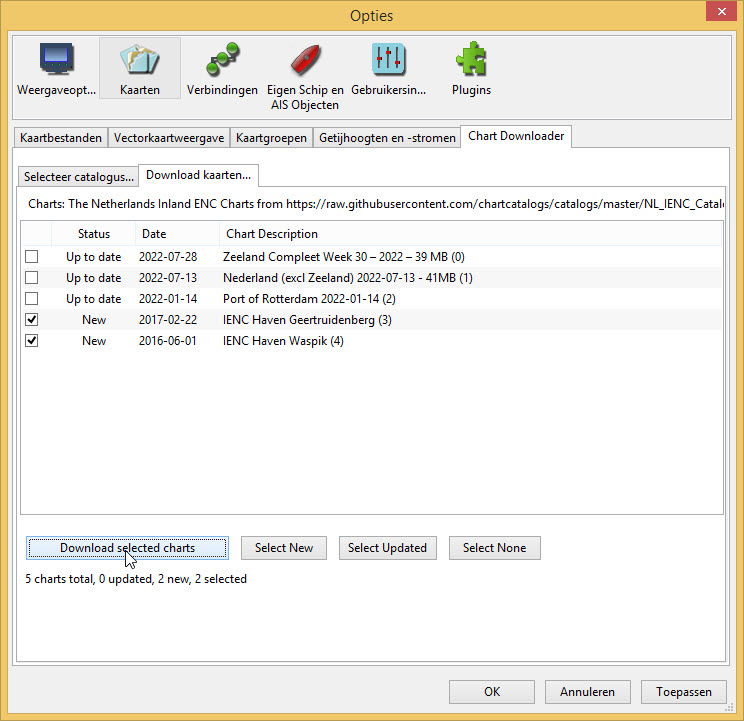 Opties
Weergaveopt... Kaarten Verbindingen Eigen Schip en AIS Objecten Gebruikersin... Plugins
Kaartbestanden Vectorkaartweergave Kaartgroepen Getijhoogten en -stromen Chart Downloader
Selecteer catalogus... Download kaarten...
Charts: The Netherlands Inland ENC Charts from https://raw.githubusercontent.com/chartcatalogs/catalogs/master/NL_IENC_Catal
Status Date Chart Description
Up to date 2022-07-28 Zeeland Compleet Week 30 – 2022 – 39 MB (0)
Up to date 2022-07-13 Nederland (excl Zeeland) 2022-07-13 - 41MB (1)
Up to date 2022-01-14 Port of Rotterdam 2022-01-14 (2)
New 2017-02-22 IENC Haven Geertruidenberg (3)
New 2016-06-01 IENC Haven Waspik (4)
Download selected charts Select New Select Updated Select None
5 charts total, 0 updated, 2 new, 2 selected
OK Annuleren Toepassen